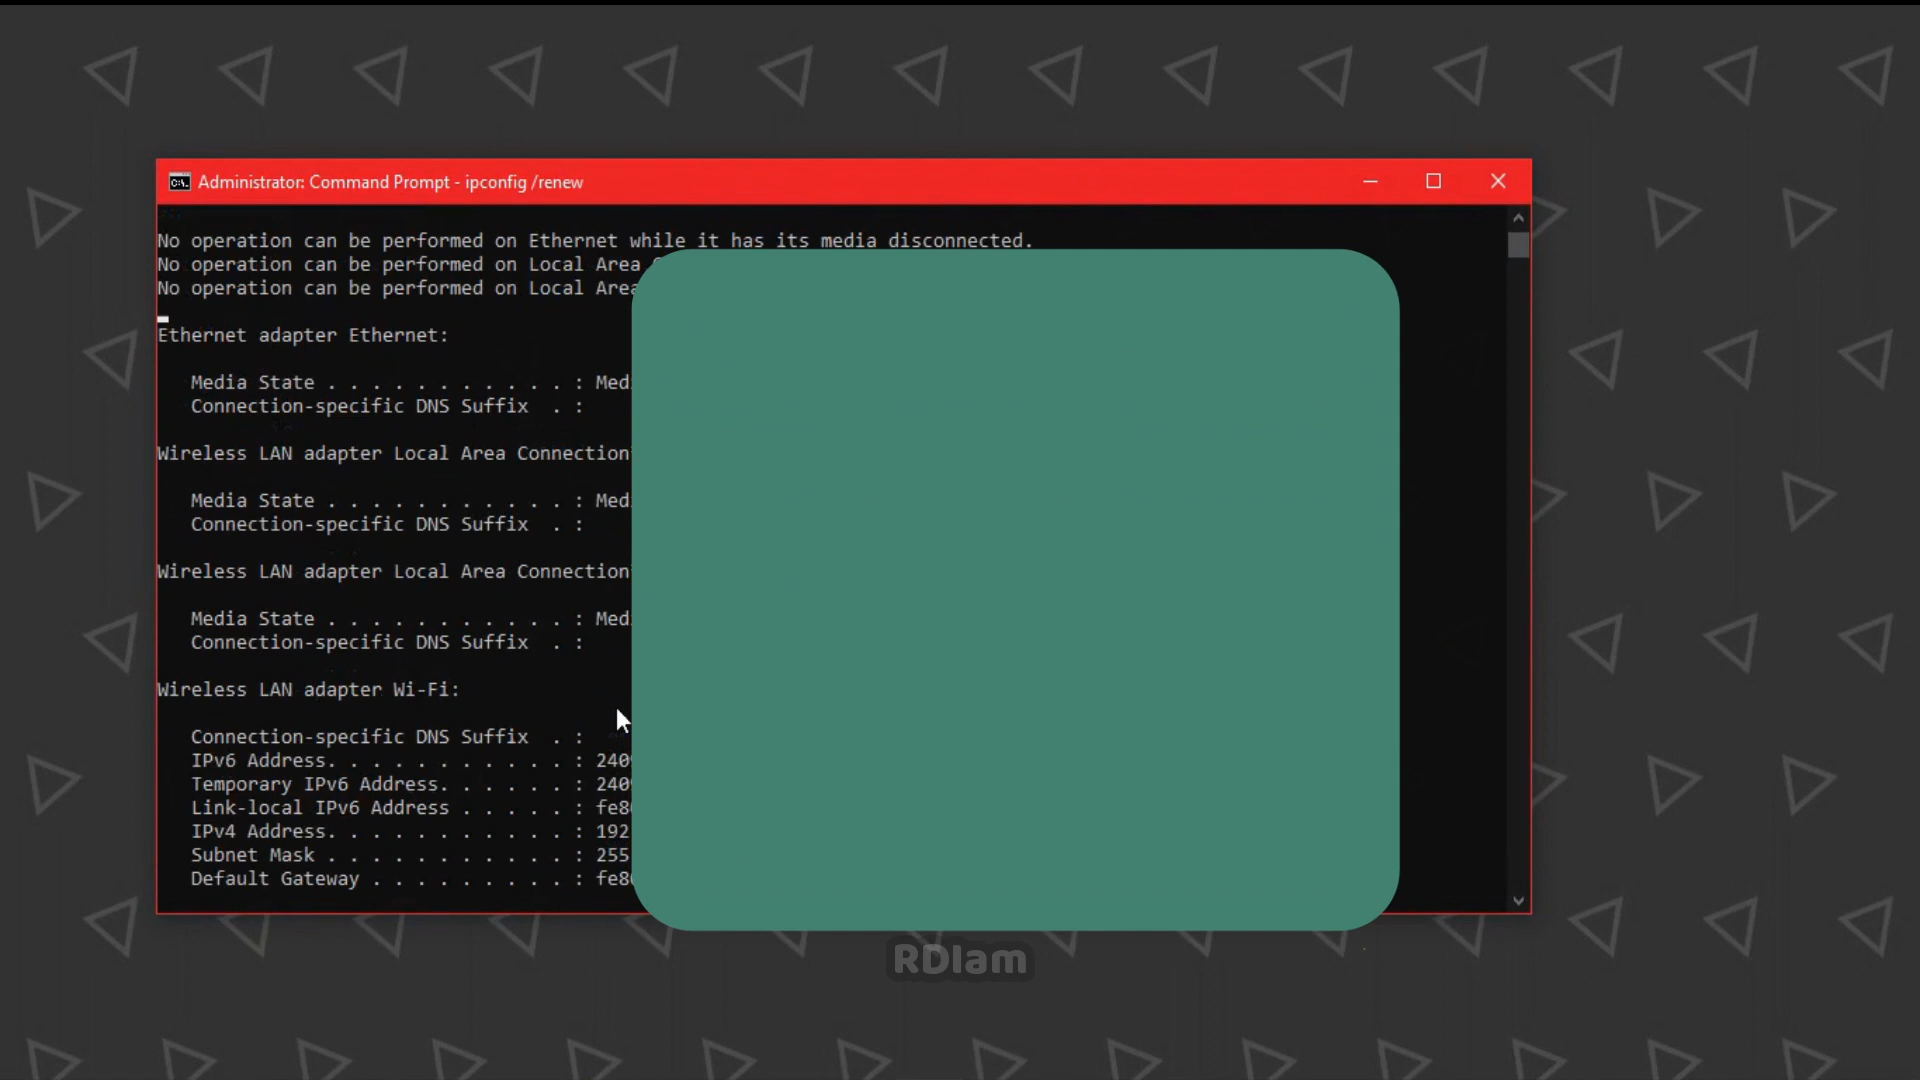 Administrator: Command Prompt - ipconfig /renew
No operation can be performed on Ethernet while it has its media disconnected.
No operation can be performed on Local Area
No operation can be performed on Local Area
Ethernet adapter Ethernet:
Media State . . . . . . . . . . . :
Connection-specific DNS Suffix  . :
Wireless LAN adapter Local Area Connection
Media State . . . . . . . . . . . :
Connection-specific DNS Suffix  . :
Wireless LAN adapter Local Area Connection
Media State . . . . . . . . . . . :
Connection-specific DNS Suffix  . :
Wireless LAN adapter Wi-Fi:
Connection-specific DNS Suffix  . :
IPv6 Address. . . . . . . . . . . : 240
Temporary IPv6 Address. . . . . . : 240
Link-local IPv6 Address . . . . . : fe8
IPv4 Address. . . . . . . . . . . : 192
Subnet Mask . . . . . . . . . . . : 255
Default Gateway . . . . . . . . . : fe8
RDIam